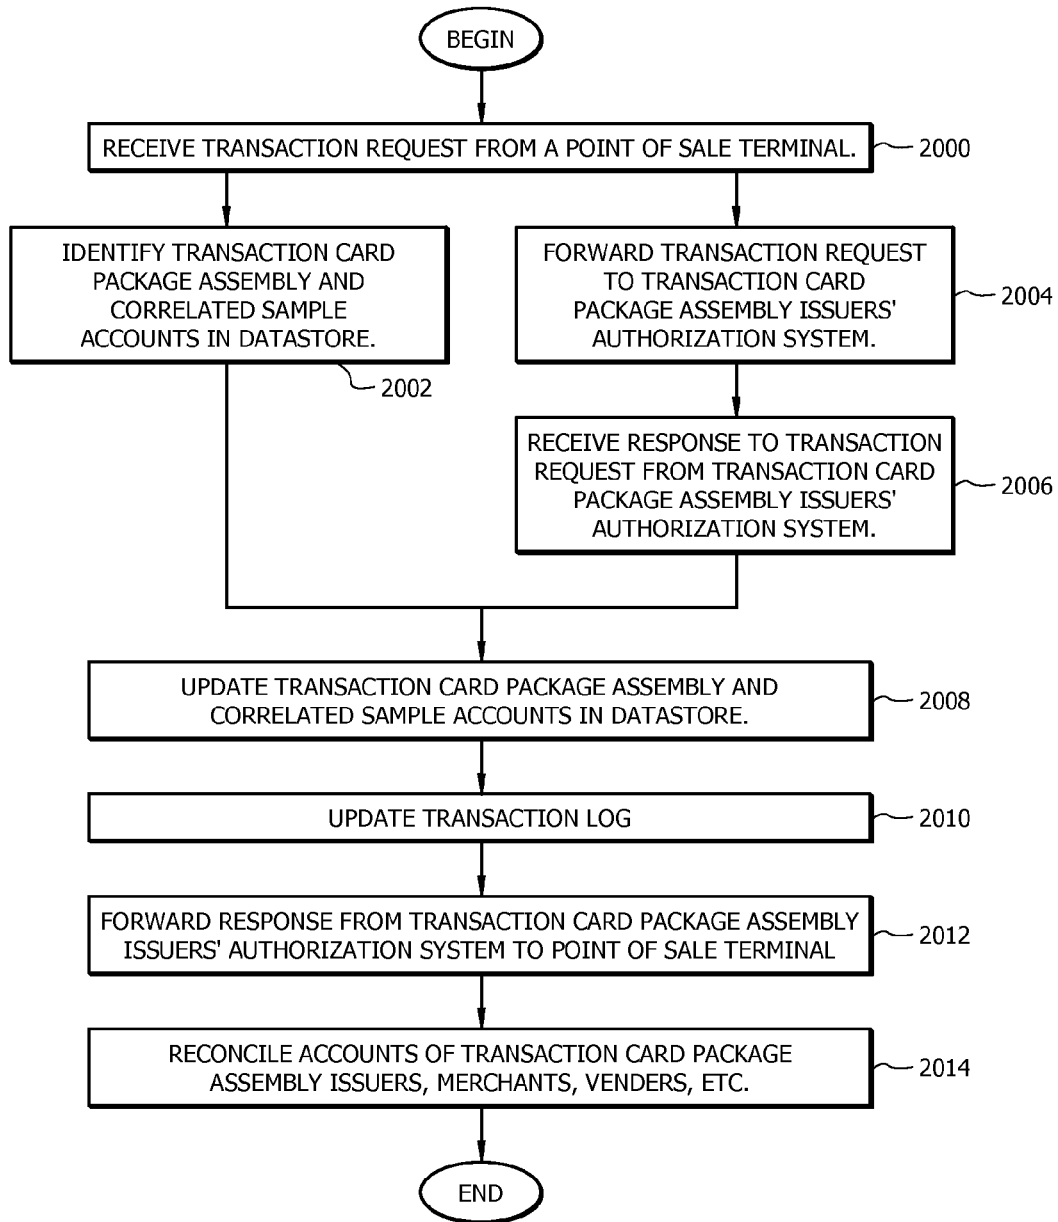 BEGIN
RECEIVE TRANSACTION REQUEST FROM A POINT OF SALE TERMINAL.
2000
IDENTIFY TRANSACTION CARD
PACKAGE ASSEMBLY AND
CORRELATED SAMPLE
ACCOUNTS IN DATASTORE.
2002
FORWARD TRANSACTION REQUEST
TO TRANSACTION CARD
PACKAGE ASSEMBLY ISSUERS'
AUTHORIZATION SYSTEM.
2004
RECEIVE RESPONSE TO TRANSACTION
REQUEST FROM TRANSACTION CARD
PACKAGE ASSEMBLY ISSUERS'
AUTHORIZATION SYSTEM.
2006
UPDATE TRANSACTION CARD PACKAGE ASSEMBLY AND
CORRELATED SAMPLE ACCOUNTS IN DATASTORE.
2008
UPDATE TRANSACTION LOG
2010
FORWARD RESPONSE FROM TRANSACTION CARD PACKAGE ASSEMBLY
ISSUERS' AUTHORIZATION SYSTEM TO POINT OF SALE TERMINAL
2012
RECONCILE ACCOUNTS OF TRANSACTION CARD PACKAGE
ASSEMBLY ISSUERS, MERCHANTS, VENDERS, ETC.
2014
END